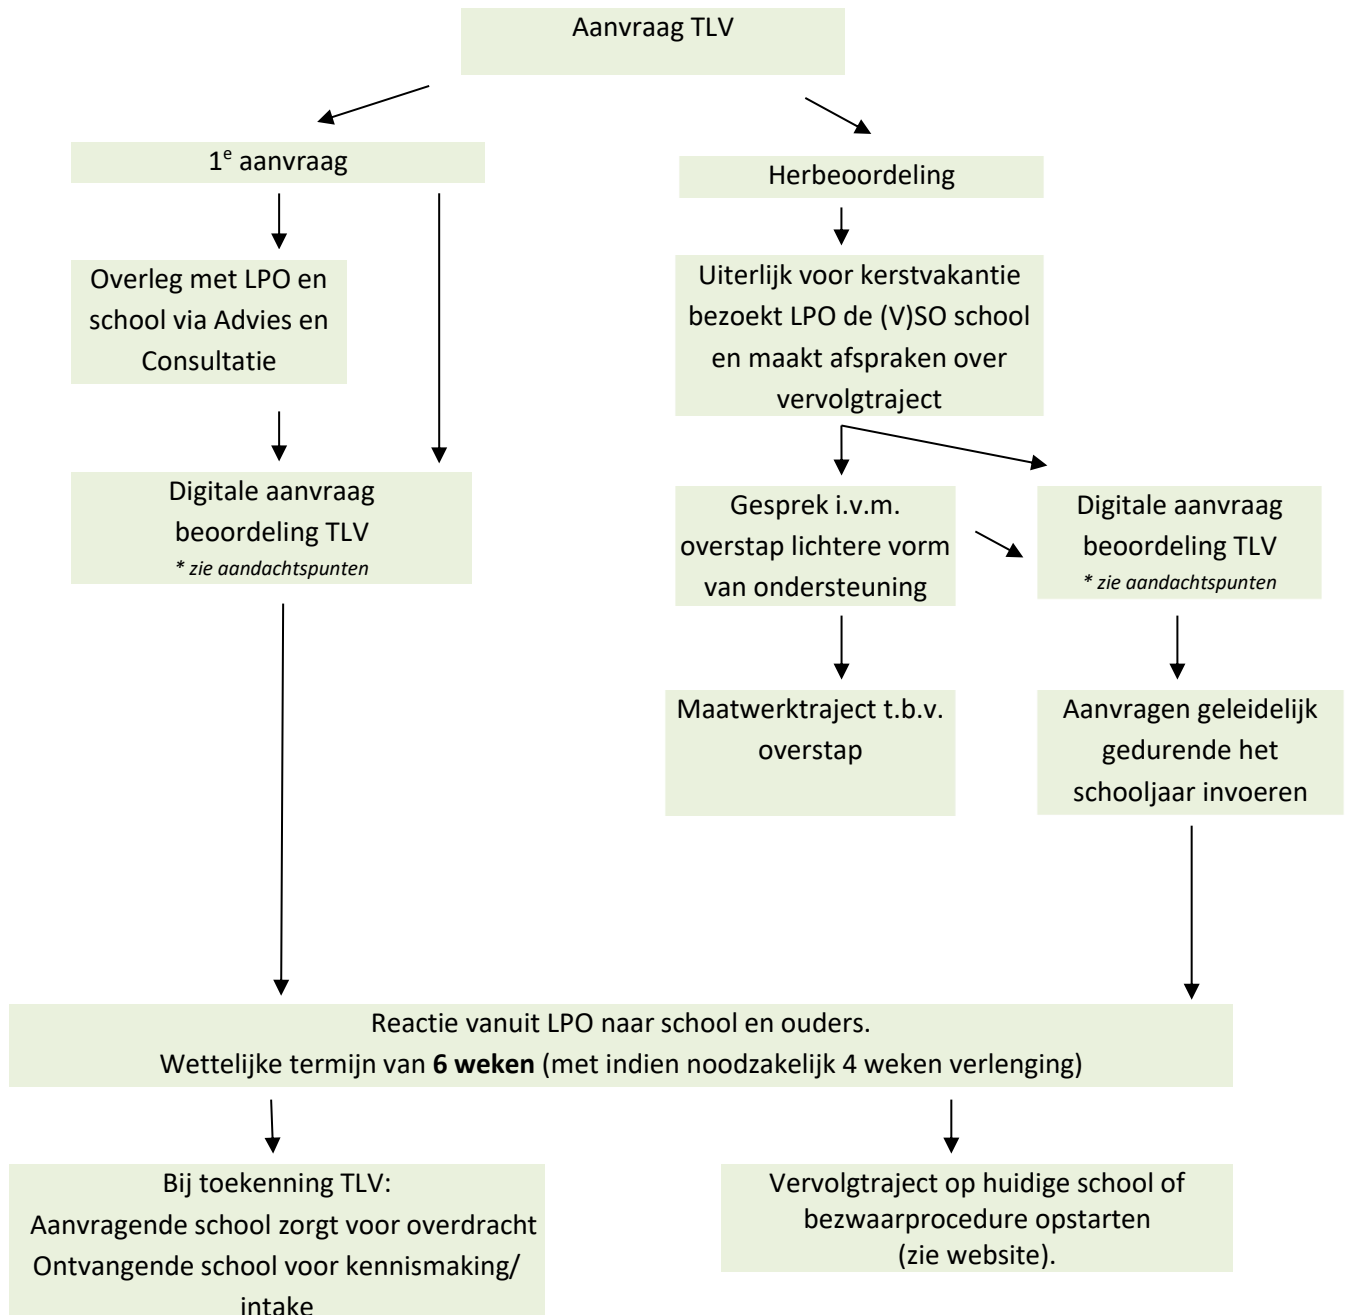 Aanvraag TLV
1e aanvraag
Herbeoordeling
Overleg met LPO en
school via Advies en
Consultatie
Uiterlijk voor kerstvakantie
bezoekt LPO de (V)SO school
en maakt afspraken over
vervolgtraject
Digitale aanvraag
beoordeling TLV
* zie aandachtspunten
Gesprek i.v.m.
overstap lichtere vorm
van ondersteuning
Digitale aanvraag
beoordeling TLV
* zie aandachtspunten
Maatwerktraject t.b.v.
overstap
Aanvragen geleidelijk
gedurende het
schooljaar invoeren
Reactie vanuit LPO naar school en ouders.
Wettelijke termijn van 6 weken (met indien noodzakelijk 4 weken verlenging)
Bij toekenning TLV:
Aanvragende school zorgt voor overdracht
Ontvangende school voor kennismaking/
intake
Vervolgtraject op huidige school of
bezwaarprocedure opstarten
(zie website).